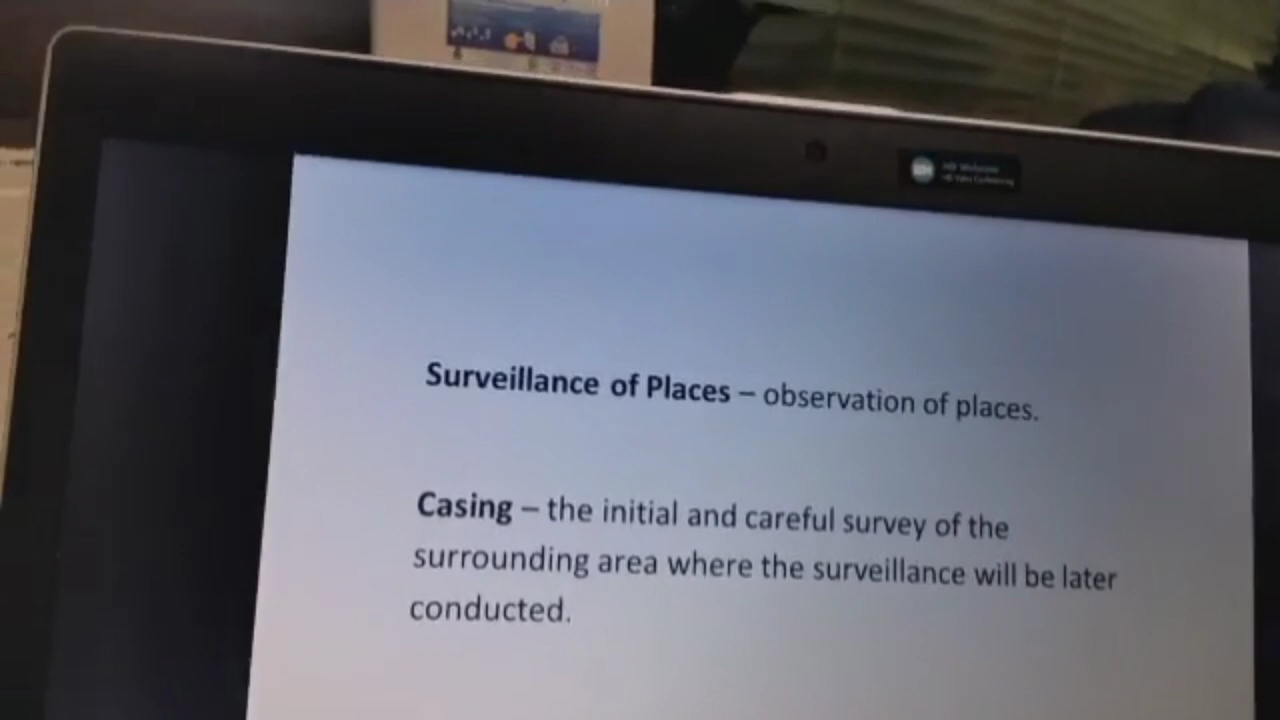 Surveillance of Places – observation of places.
Casing – the initial and careful survey of the
surrounding area where the surveillance will be later
conducted.